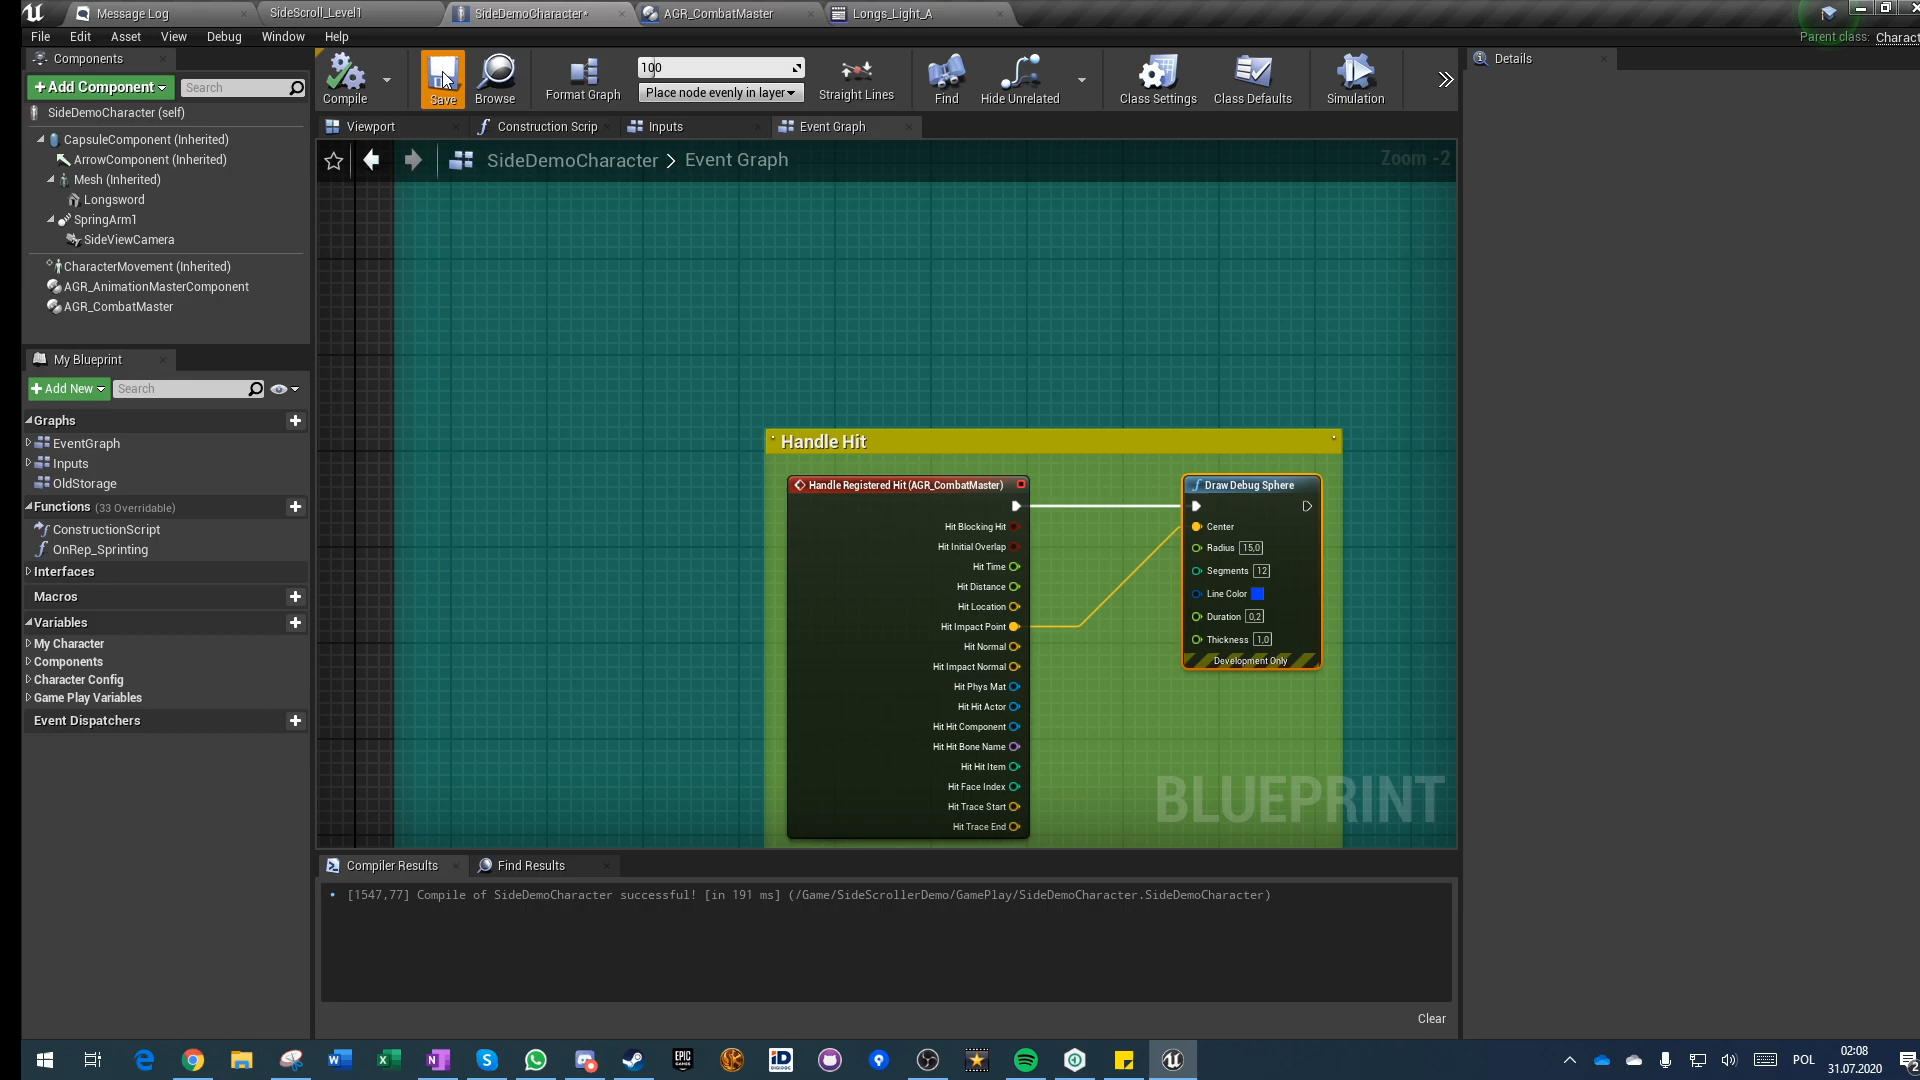 Message Log
SideScroll_Level1
SideDemoCharacter*
AGR_CombatMaster
Longs_Light_A
File Edit Asset View Debug Window Help
Parent class: Charact
Components
+Add Component
Search
Compile
Save
Browse
Format Graph
100
Place node evenly in layer
Straight Lines
Find
Hide Unrelated
Class Settings
Class Defaults
Simulation
Details
SideDemoCharacter (self)
CapsuleComponent (Inherited)
ArrowComponent (Inherited)
Mesh (Inherited)
Longsword
SpringArm1
SideViewCamera
CharacterMovement (Inherited)
AGR_AnimationMasterComponent
AGR_CombatMaster
Viewport
Construction Scrip
Inputs
Event Graph
SideDemoCharacter > Event Graph
Zoom -2
My Blueprint
+Add New
Search
Graphs
EventGraph
Inputs
OldStorage
Functions (33 Overridable)
ConstructionScript
OnRep_Sprinting
Interfaces
Macros
Variables
My Character
Components
Character Config
Game Play Variables
Event Dispatchers
Handle Hit
Handle Registered Hit (AGR_CombatMaster)
Hit Blocking Hit
Hit Initial Overlap
Hit Time
Hit Distance
Hit Location
Hit Impact Point
Hit Normal
Hit Impact Normal
Hit Phys Mat
Hit Hit Actor
Hit Hit Component
Hit Hit Bone Name
Hit Hit Item
Hit Face Index
Hit Trace Start
Hit Trace End
Draw Debug Sphere
Center
Radius 15,0
Segments 12
Line Color
Duration 0,2
Thickness 1,0
Development Only
BLUEPRINT
Compiler Results
Find Results
[1547,77] Compile of SideDemoCharacter successful! [in 191 ms] (/Game/SideScrollerDemo/GamePlay/SideDemoCharacter.SideDemoCharacter)
Clear
POL
02:08
31.07.2020
2